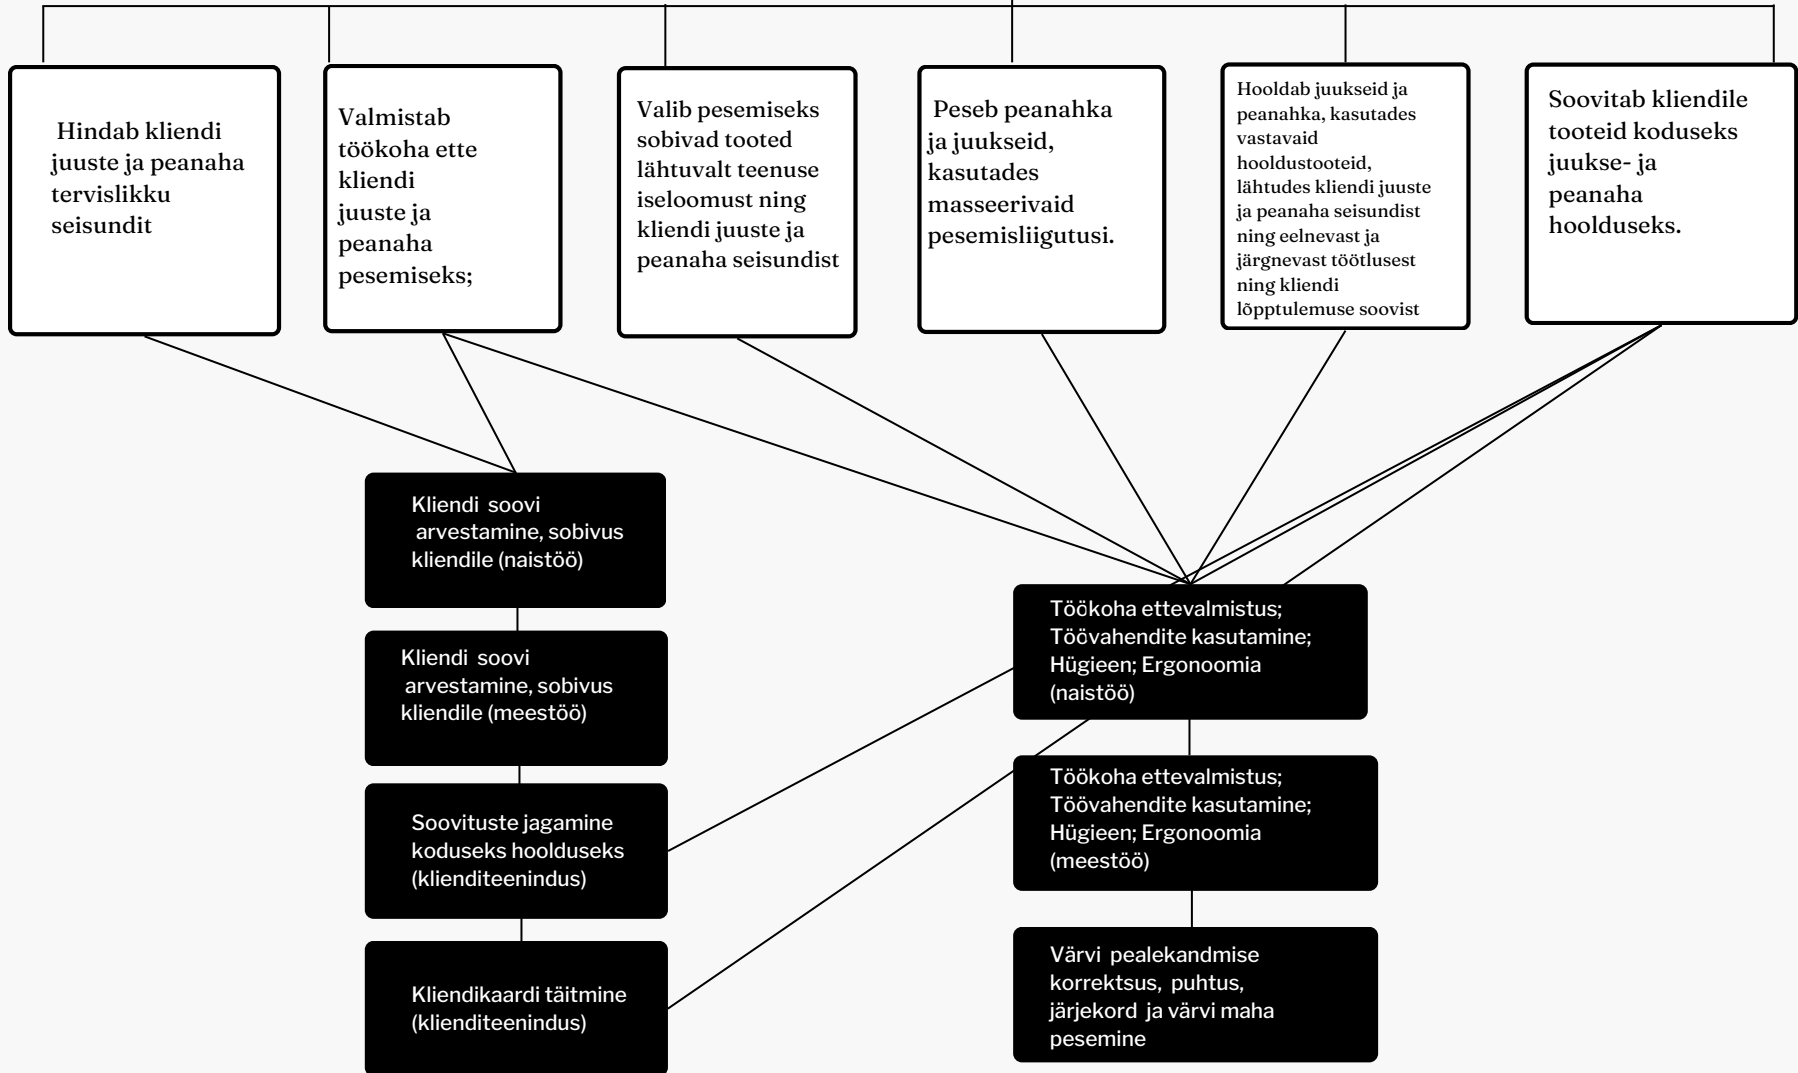 Hindab kliendi
juuste ja peanaha
tervislikku
seisundit
Valmistab
töökoha ette
kliendi
juuste ja
peanaha
pesemiseks;
Valib pesemiseks
sobivad tooted
lähtuvalt teenuse
iseloomust ning
kliendi juuste ja
peanaha seisundist
Peseb peanahka
ja juukseid,
kasutades
masseerivaid
pesemisliigutusi.
Hooldab juukseid ja
peanahka, kasutades
vastavaid
hooldustooteid,
lähtudes kliendi juuste
ja peanaha seisundist
ning eelnevast ja
järgnevast töötlusest
ning kliendi
lõpptulemuse soovist
Soovitab kliendile
tooteid koduseks
juukse- ja
peanaha
hoolduseks.
Kliendi soovi
arvestamine, sobivus
kliendile (naistöö)
Kliendi soovi
arvestamine, sobivus
kliendile (meestöö)
Soovituste jagamine
koduseks hoolduseks
(klienditeenindus)
Kliendikaardi täitmine
(klienditeenindus)
Töökoha ettevalmistus;
Töövahendite kasutamine;
Hügieen; Ergonoomia
(naistöö)
Töökoha ettevalmistus;
Töövahendite kasutamine;
Hügieen; Ergonoomia
(meestöö)
Värvi pealekandmise
korrektsus, puhtus,
järjekord ja värvi maha
pesemine